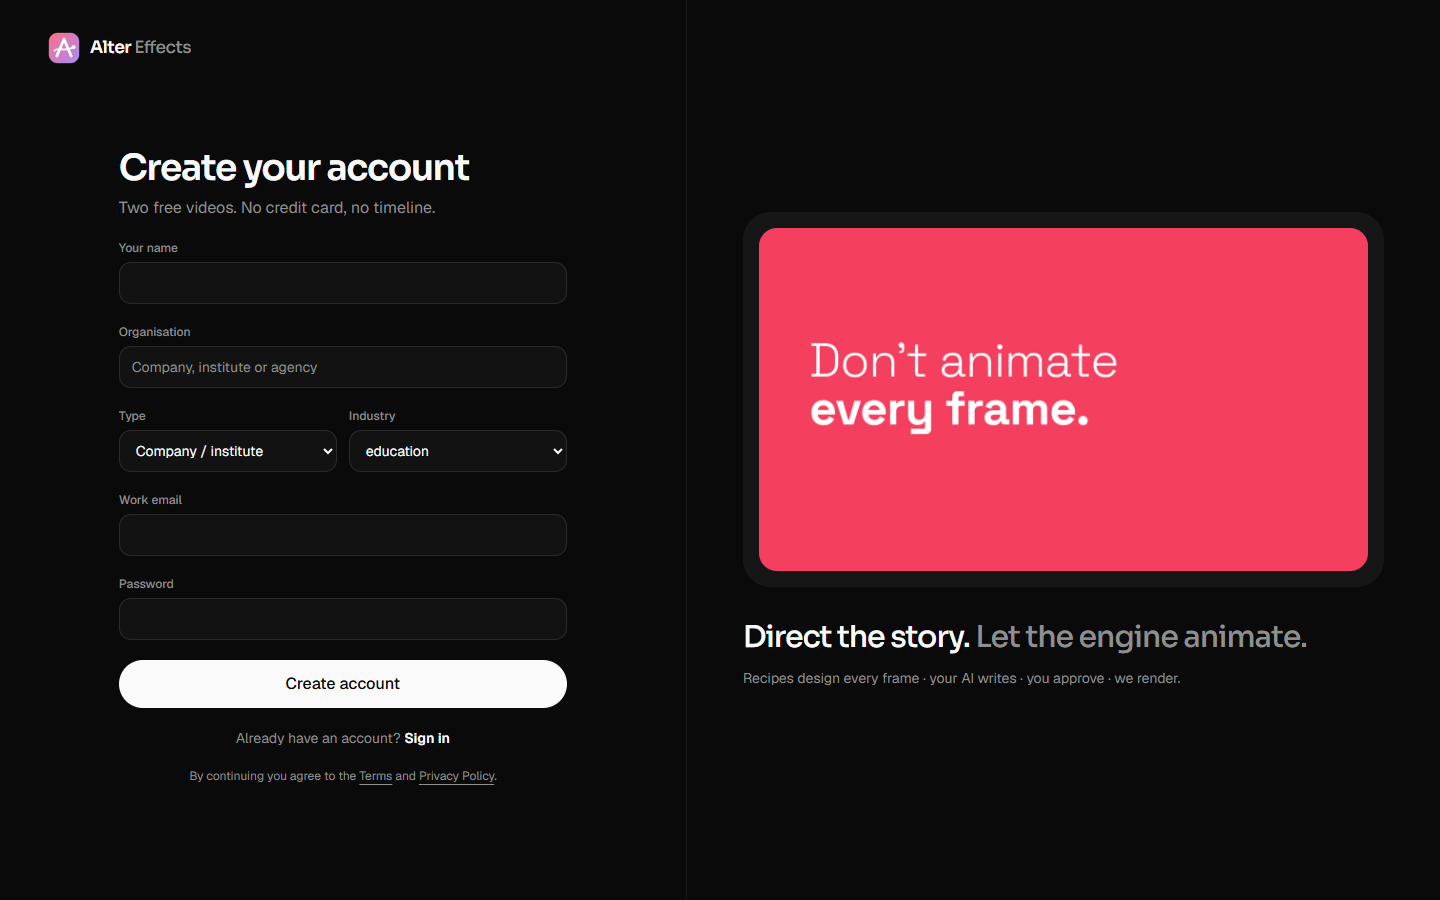 Alter Effects
Create your account
Two free videos. No credit card, no timeline.
Your name
Organisation
Company, institute or agency
Type
Industry
Company / institute
education
Work email
Password
Create account
Already have an account? Sign in
By continuing you agree to the Terms and Privacy Policy.
Don't animate
every frame.
Direct the story. Let the engine animate.
Recipes design every frame · your AI writes · you approve · we render.